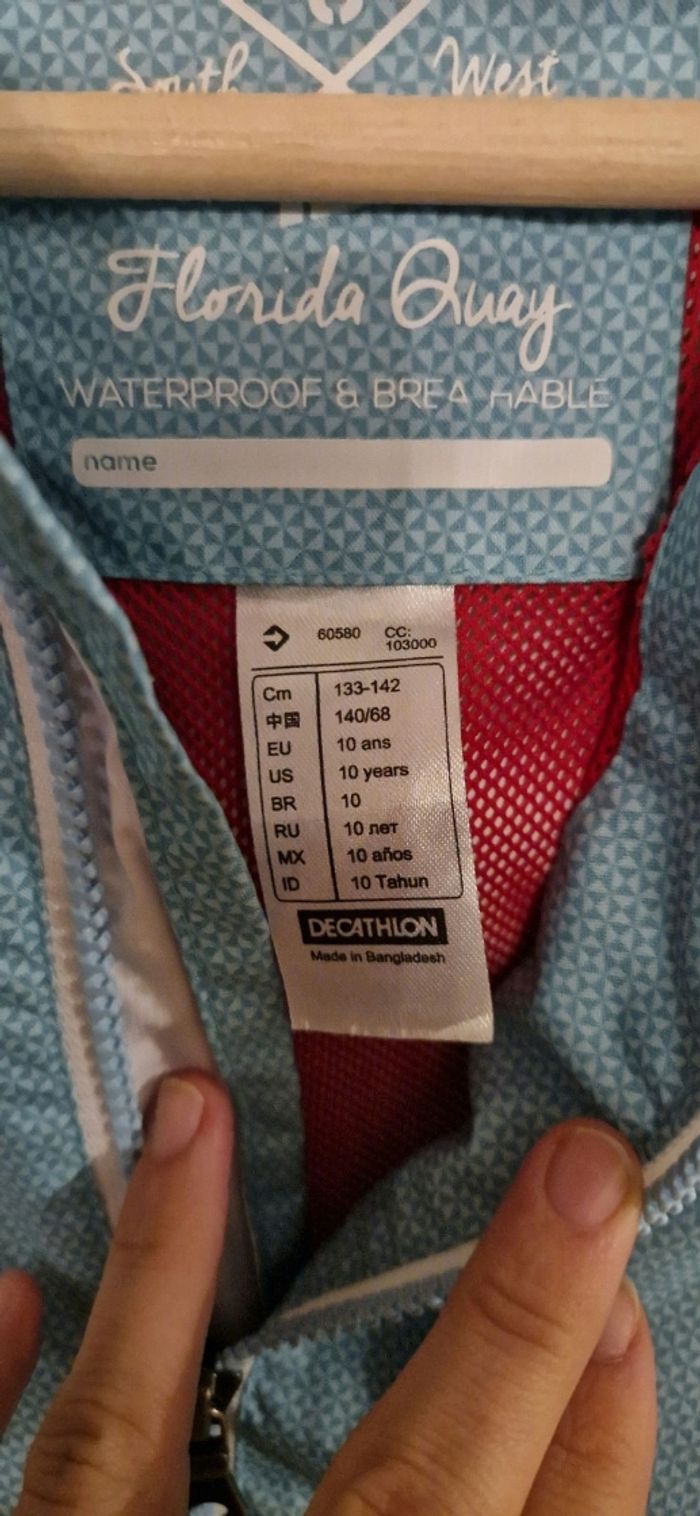 South West
Florida Quay
WATERPROOF & BREA HABLE
name
60580 CC:
103000
Cm 133-142
中国 140/68
EU 10 ans
US 10 years
BR 10
RU 10 лет
MX 10 años
ID 10 Tahun
DECATHLON
Made in Bangladesh